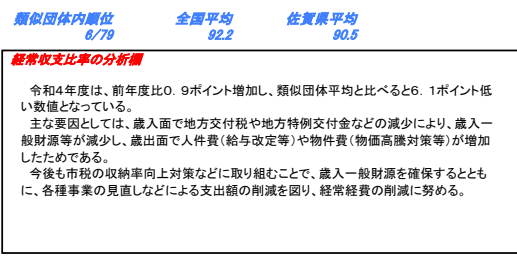 類似団体内順位 全国平均 佐賀県平均
6/79 92.2 90.5
経常収支比率の分析欄
令和4年度は、前年度比0．9ポイント増加し、類似団体平均と比べると6．1ポイント低
い数値となっている。
主な要因としては、歳入面で地方交付税や地方特例交付金などの減少により、歳入一
般財源等が減少し、歳出面で人件費(給与改定等)や物件費(物価高騰対策等)が増加
したためである。
今後も市税の収納率向上対策などに取り組むことで、歳入一般財源を確保するととも
に、各種事業の見直しなどによる支出額の削減を図り、経常経費の削減に努める。